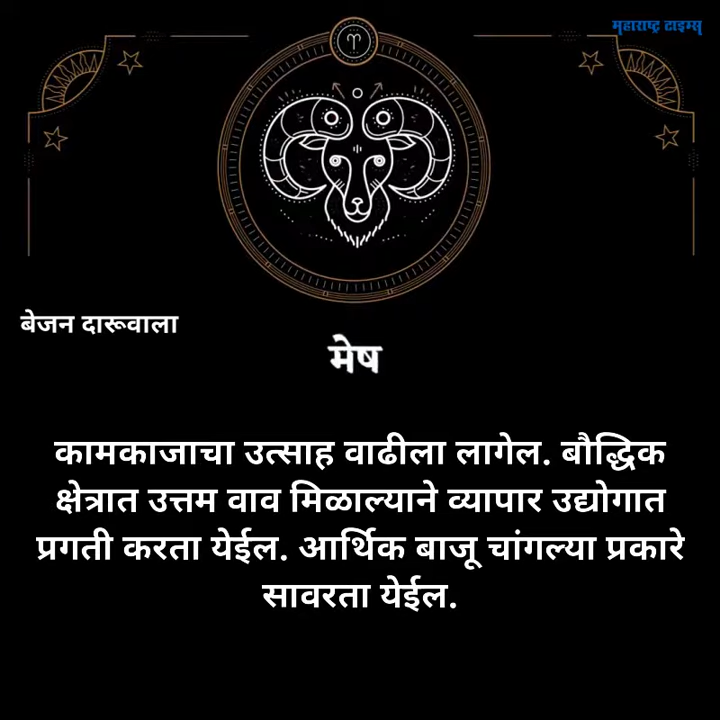 महाराष्ट्र टाइम्स
♈
बेजन दारूवाला
मेष
कामकाजाचा उत्साह वाढीला लागेल. बौद्धिक
क्षेत्रात उत्तम वाव मिळाल्याने व्यापार उद्योगात
प्रगती करता येईल. आर्थिक बाजू चांगल्या प्रकारे
सावरता येईल.